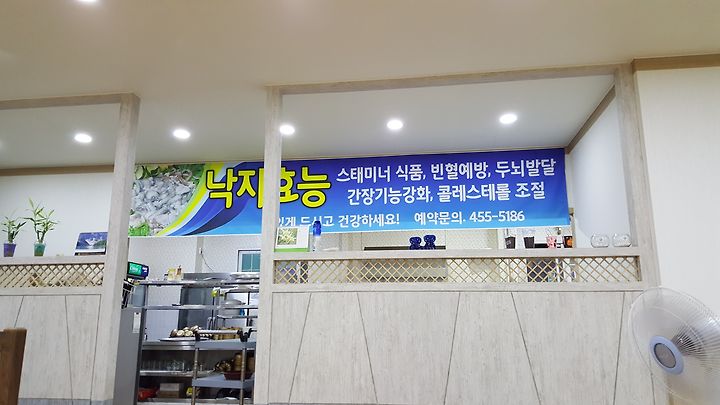 낙지효능
스태미너 식품, 빈혈예방, 두뇌발달
간장기능강화, 콜레스테롤 조절
드시고 건강하세요! 예약문의. 455-5186